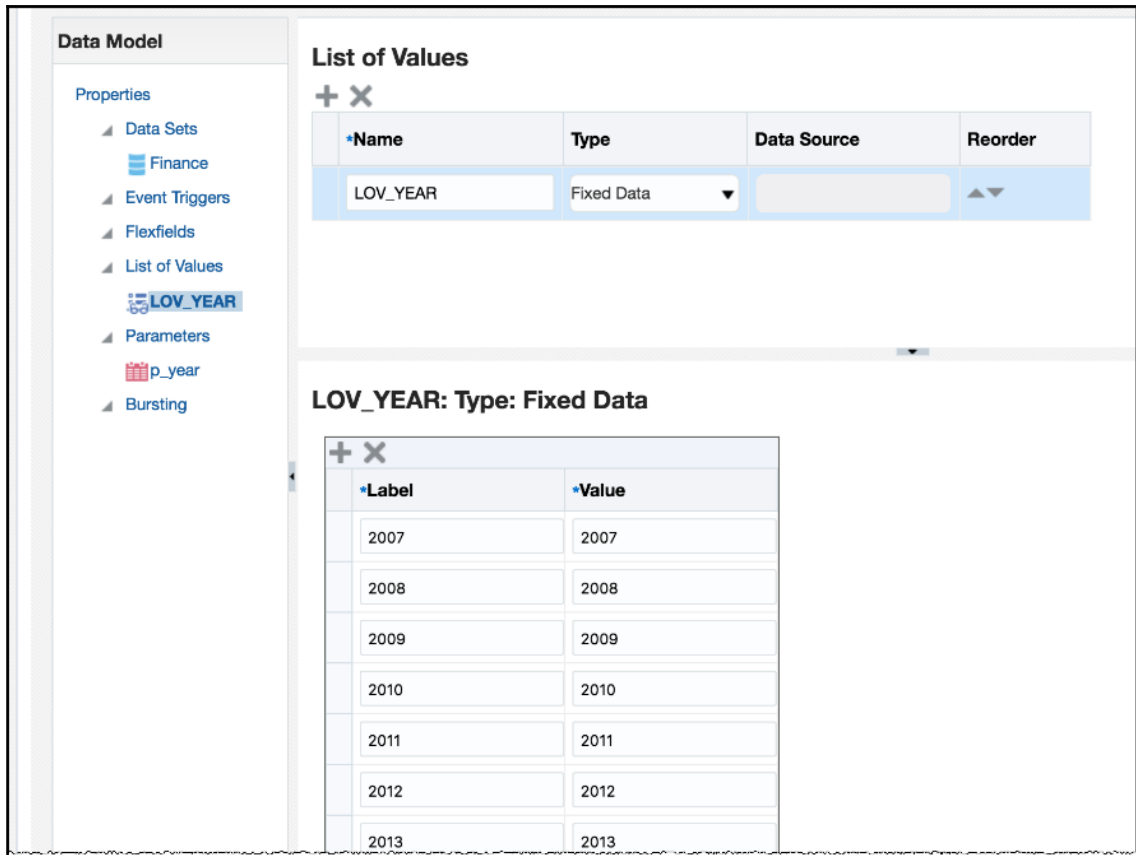 Data Model
Properties
Data Sets
Finance
Event Triggers
Flexfields
List of Values
LOV_YEAR
Parameters
p_year
Bursting
List of Values
*Name Type Data Source Reorder
LOV_YEAR Fixed Data
LOV_YEAR: Type: Fixed Data
*Label *Value
2007 2007
2008 2008
2009 2009
2010 2010
2011 2011
2012 2012
2013 2013